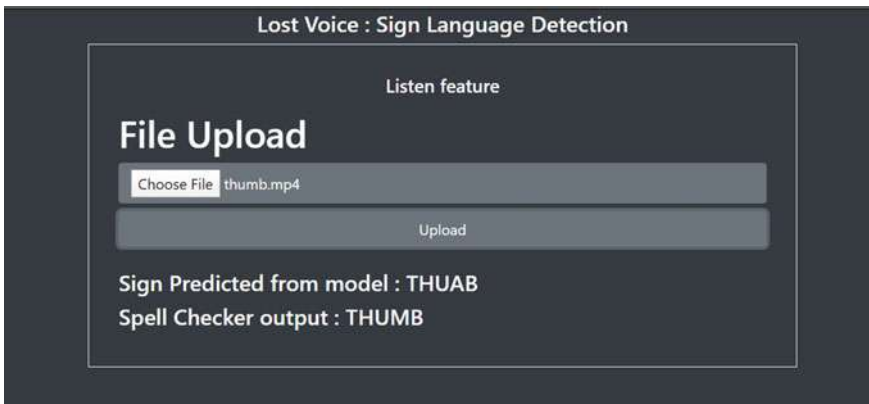 Lost Voice : Sign Language Detection
Listen feature
File Upload
Choose File thumb.mp4
Upload
Sign Predicted from model : THUAB
Spell Checker output : THUMB